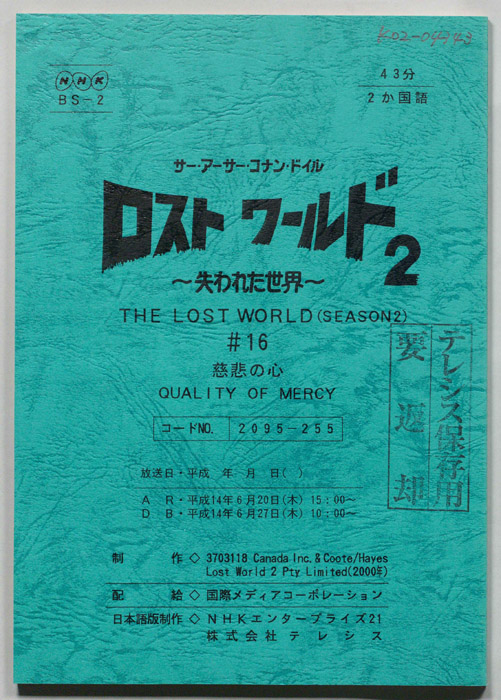 K02-04143
NHK
BS-2
43分
2か国語
サー・アーサー・コナン・ドイル
ロスト ワールド2
～失われた世界～
THE LOST WORLD(SEASON2)
#16
慈悲の心
QUALITY OF MERCY
コードNO. 2095-255
テレシス保存用
要返却
放送日・平成 年 月 日( )
A R・平成14年6月20日(木) 15:00～
D B・平成14年6月27日(木) 10:00～
制作◇3703118 Canada Inc.& Coote/Hayes
Lost World 2 Pty Limited(2000年)
配給◇国際メディアコーポレーション
日本語版制作◇NHKエンタープライズ21
株式会社テレシス